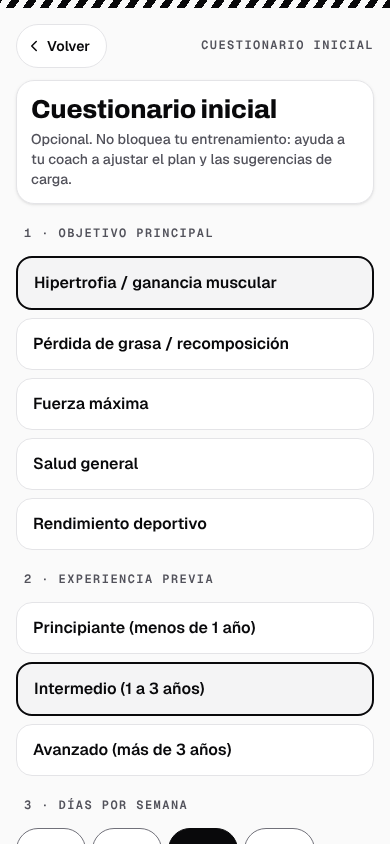 Volver
CUESTIONARIO INICIAL
Cuestionario inicial
Opcional. No bloquea tu entrenamiento: ayuda a
tu coach a ajustar el plan y las sugerencias de
carga.
1 · OBJETIVO PRINCIPAL
Hipertrofia / ganancia muscular
Pérdida de grasa / recomposición
Fuerza máxima
Salud general
Rendimiento deportivo
2 · EXPERIENCIA PREVIA
Principiante (menos de 1 año)
Intermedio (1 a 3 años)
Avanzado (más de 3 años)
3 · DÍAS POR SEMANA